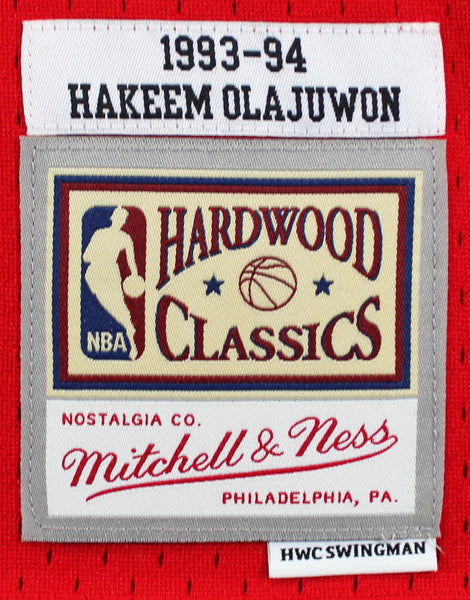 1993-94
HAKEEM OLAJUWON
HARDWOOD
NBA
CLASSICS
NOSTALGIA CO.
Mitchell & Ness
PHILADELPHIA, PA.
HWC SWINGMAN